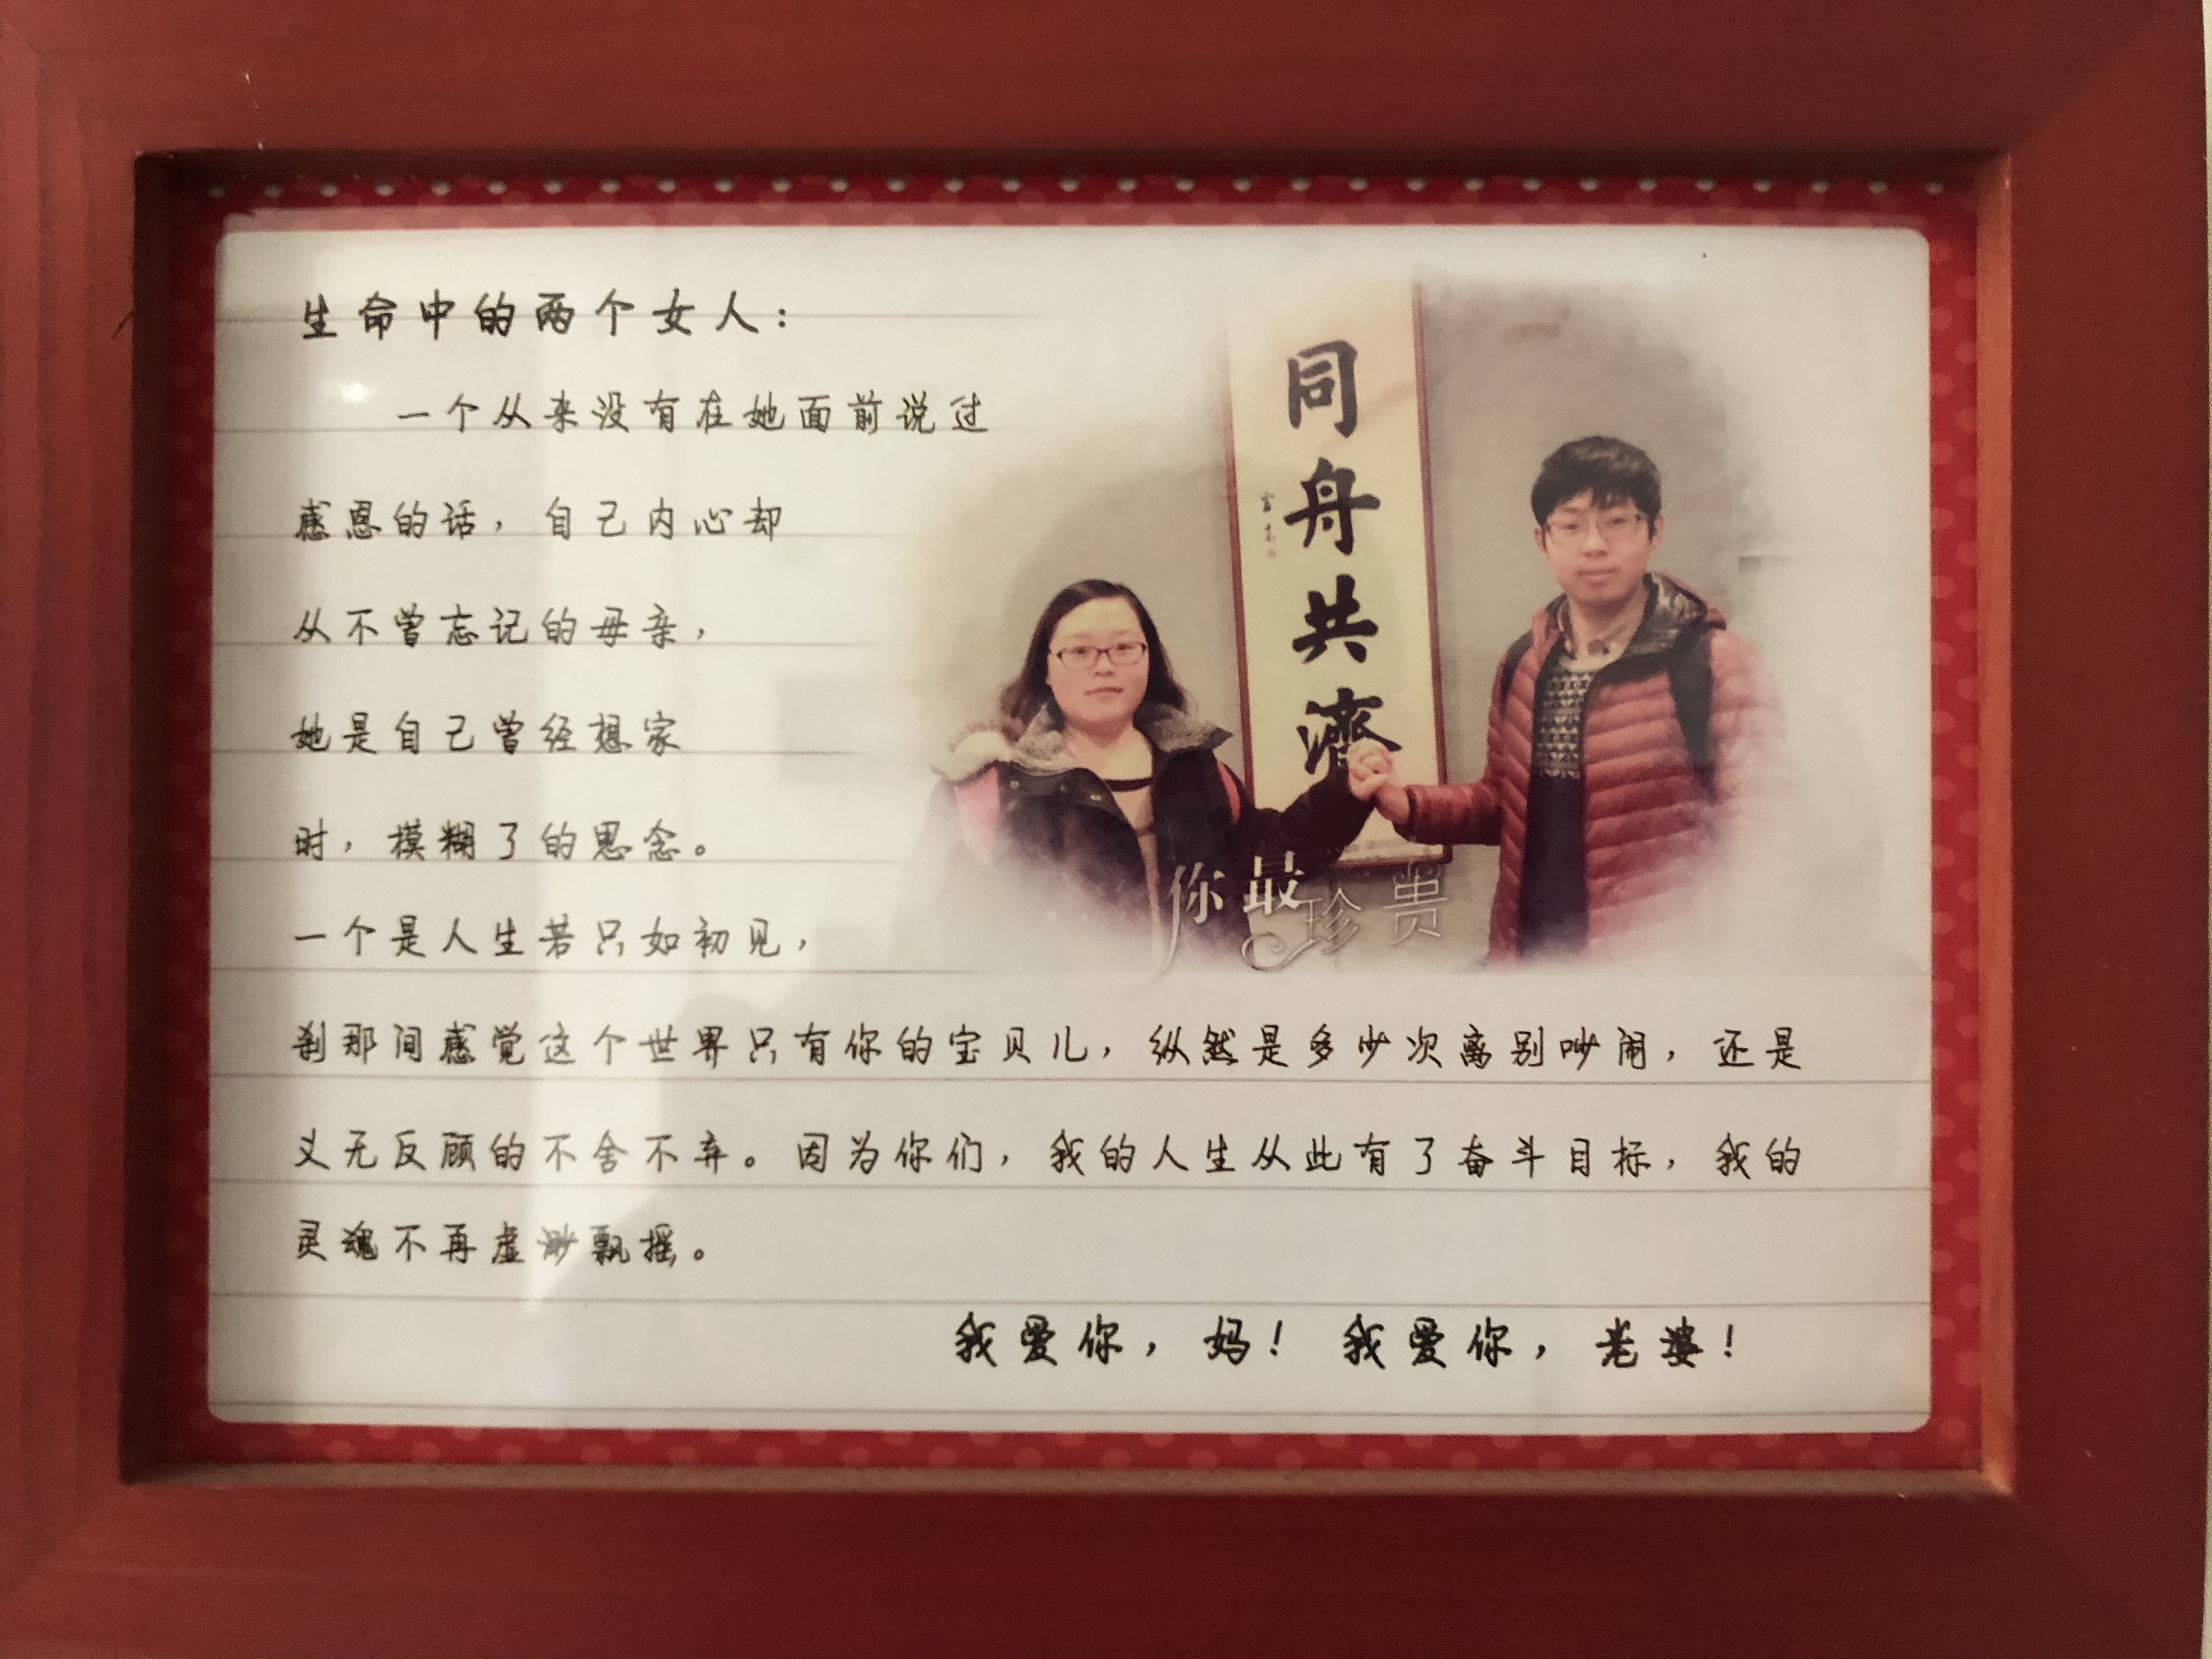 生命中的两个女人：
一个从来没有在她面前说过
感恩的话，自己内心却
从不曾忘记的母亲，
她是自己曾经想家
时，模糊了的思念。
一个是人生若只如初见，
刹那间感觉这个世界只有你的宝贝儿，纵然是多少次离别吵闹，还是
义无反顾的不舍不弃。因为你们，我的人生从此有了奋斗目标，我的
灵魂不再虚渺飘摇。
我爱你，妈！我爱你，老婆！
同舟共濟
你最珍贵